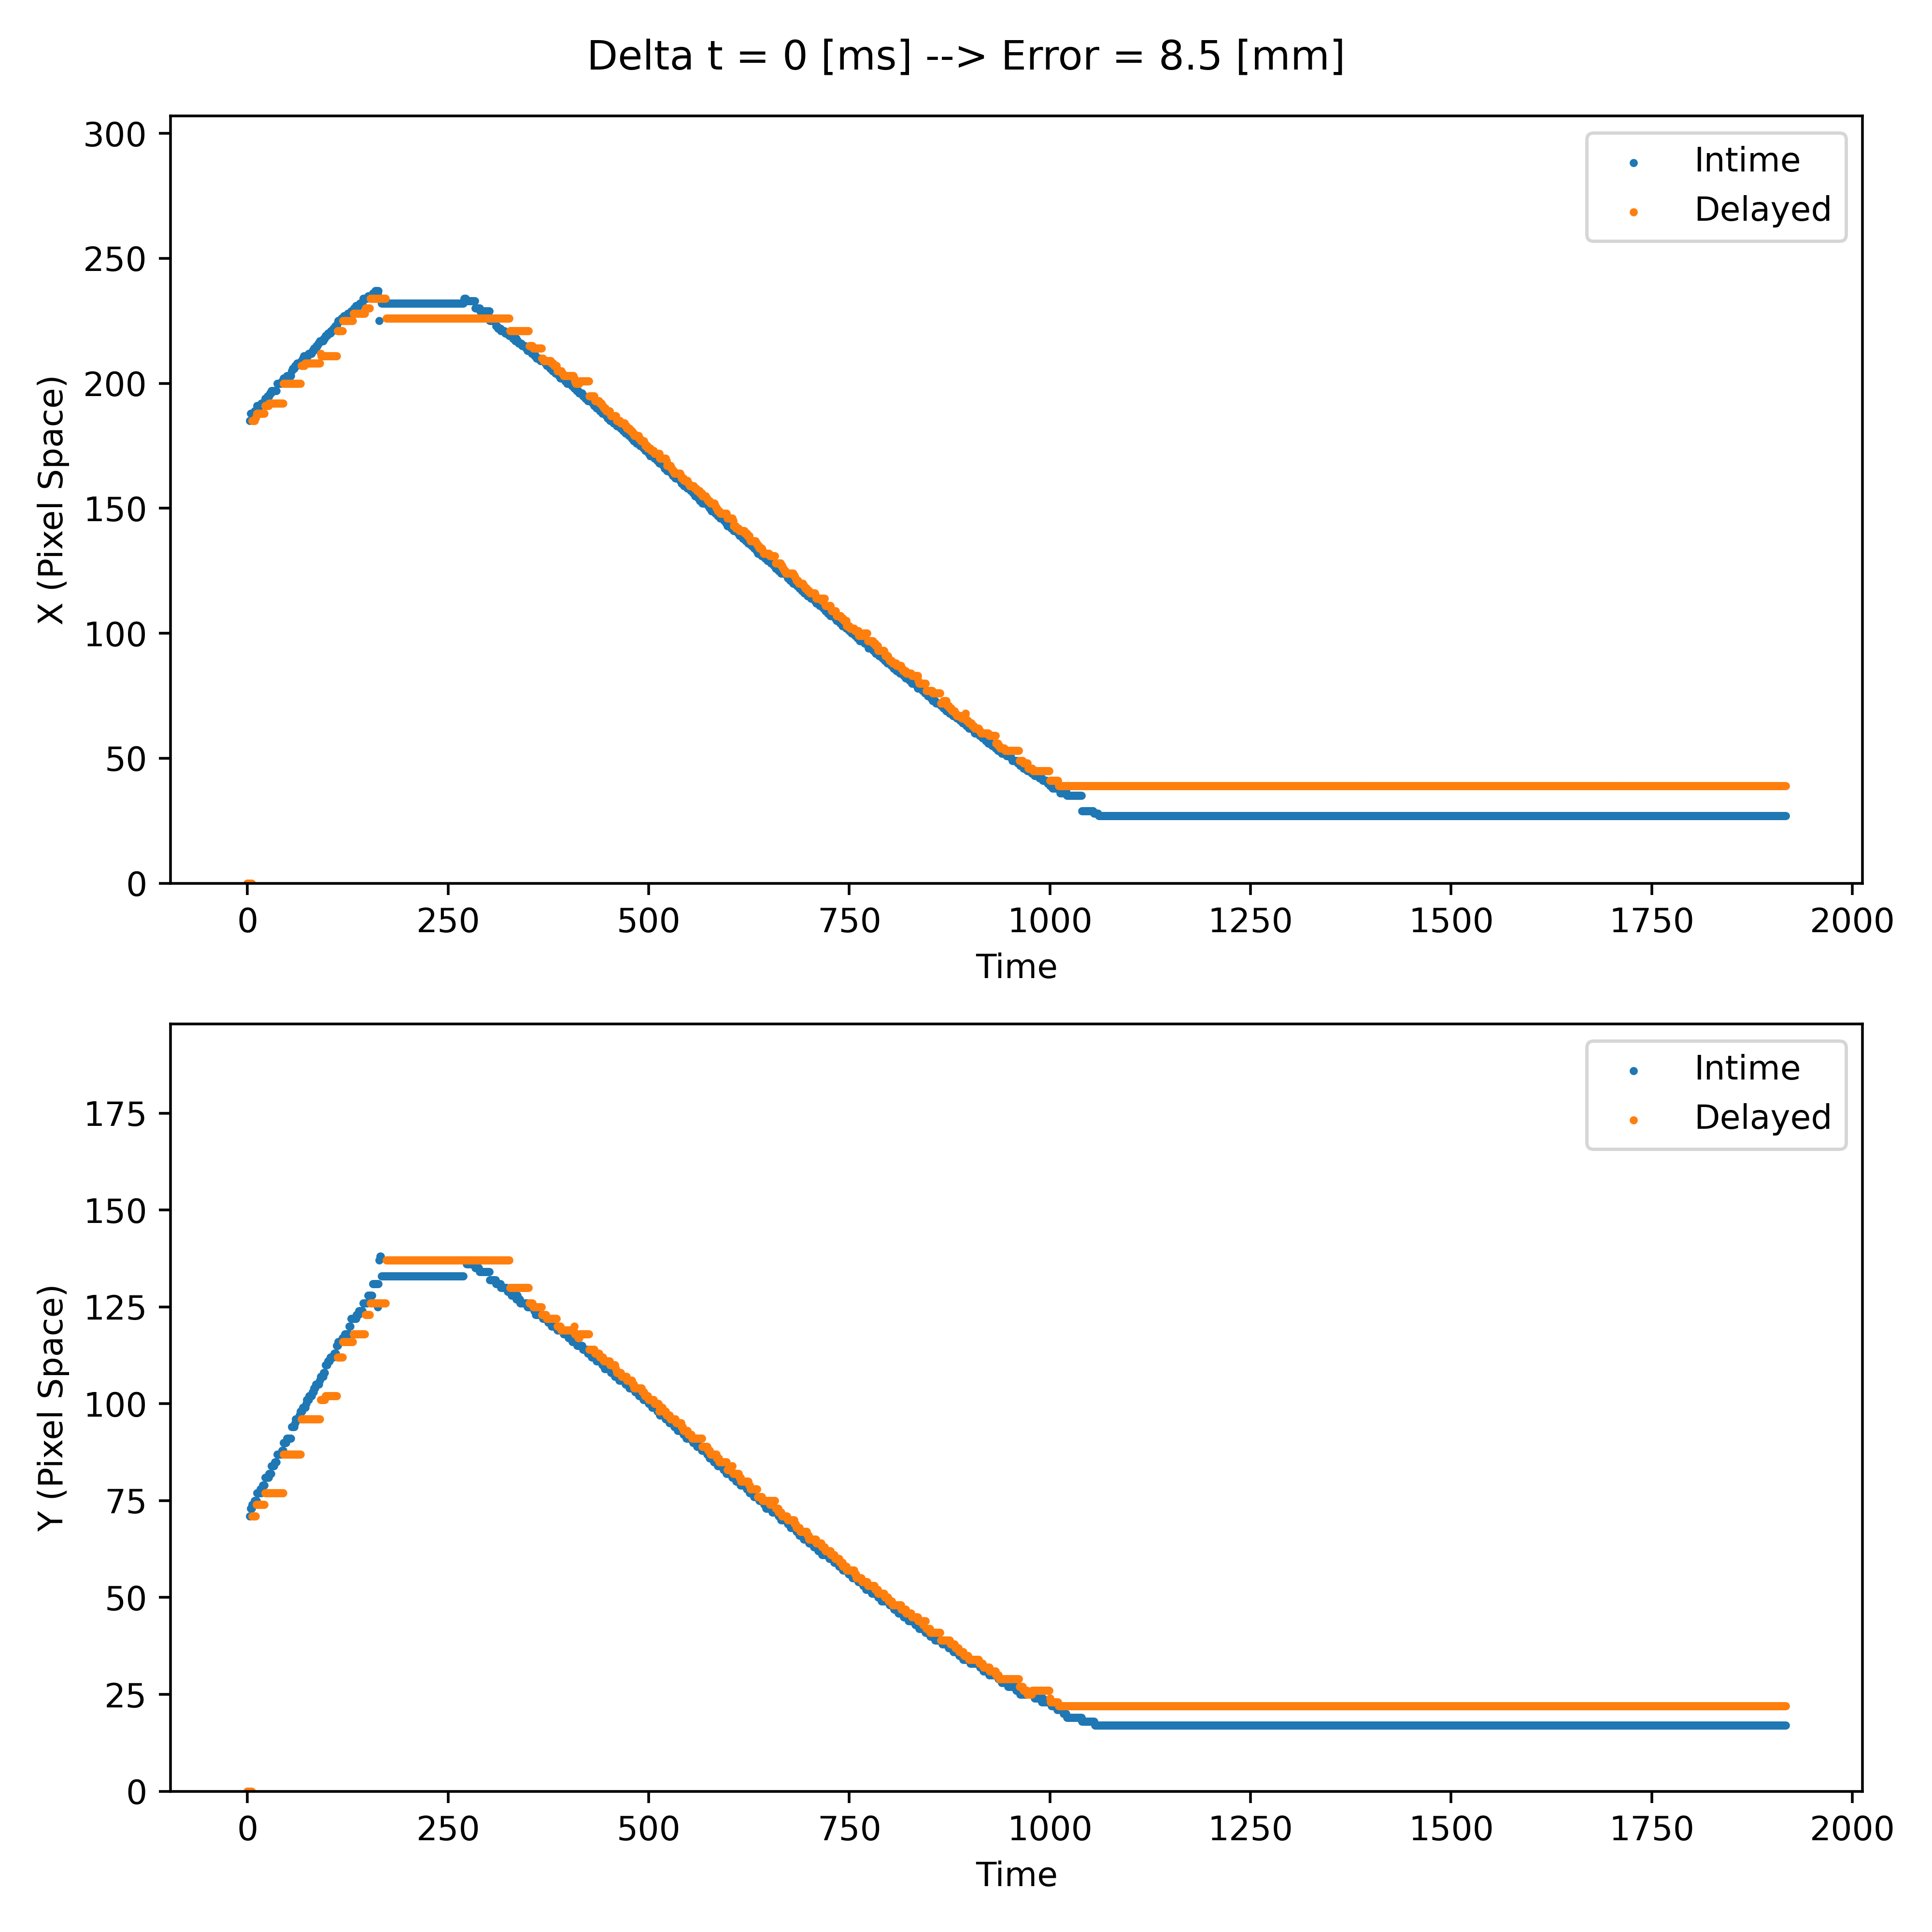 Delta t = 0 [ms] --> Error = 8.5 [mm]
300
250
200
150
100
50
0
X (Pixel Space)
Intime
Delayed
0 250 500 750 1000 1250 1500 1750 2000
Time
175
150
125
100
75
50
25
0
Y (Pixel Space)
Intime
Delayed
0 250 500 750 1000 1250 1500 1750 2000
Time